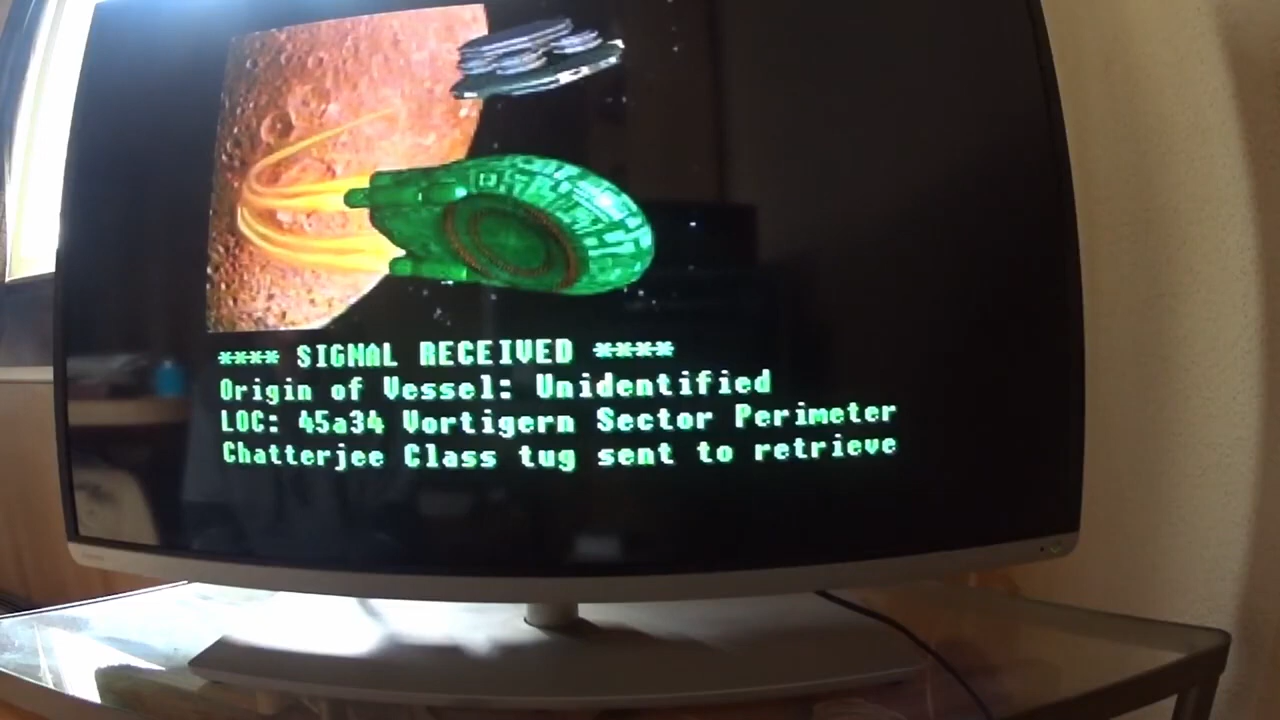 **** SIGNAL RECEIVED ****
Origin of Vessel: Unidentified
LOC: 45a34 Vortigern Sector Perimeter
Chatterjee Class tug sent to retrieve